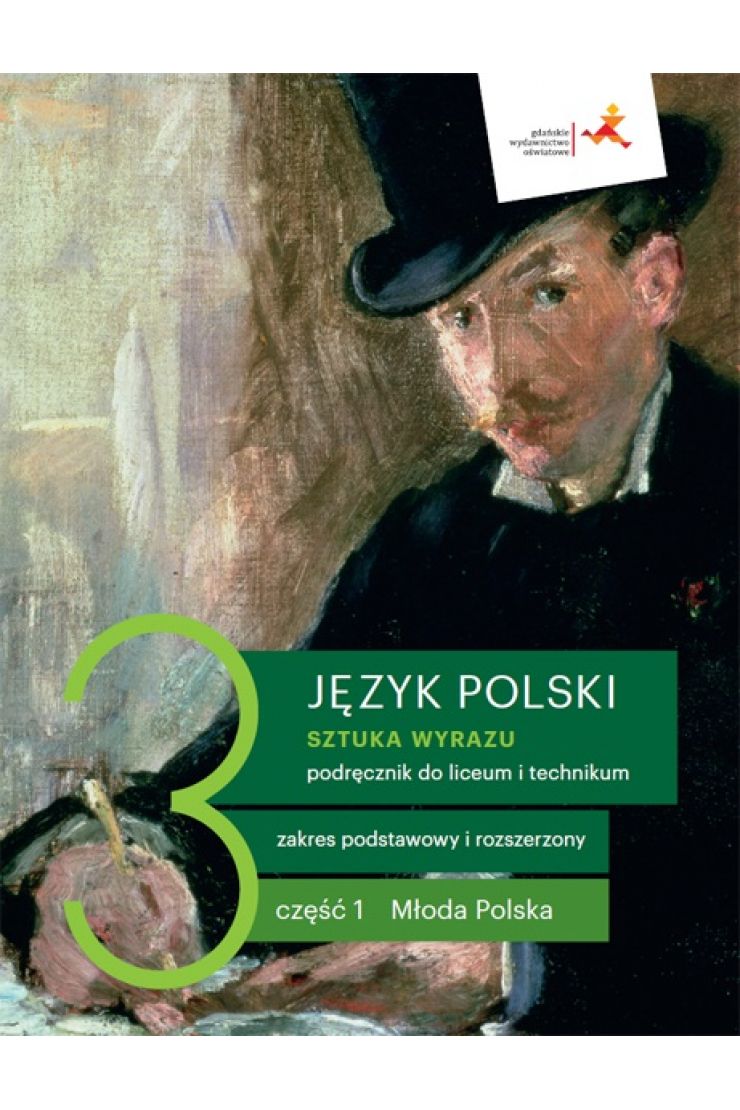 gdańskie
wydawnictwo
oświatowe
3
JĘZYK POLSKI
SZTUKA WYRAZU
podręcznik do liceum i technikum
zakres podstawowy i rozszerzony
część 1 Młoda Polska